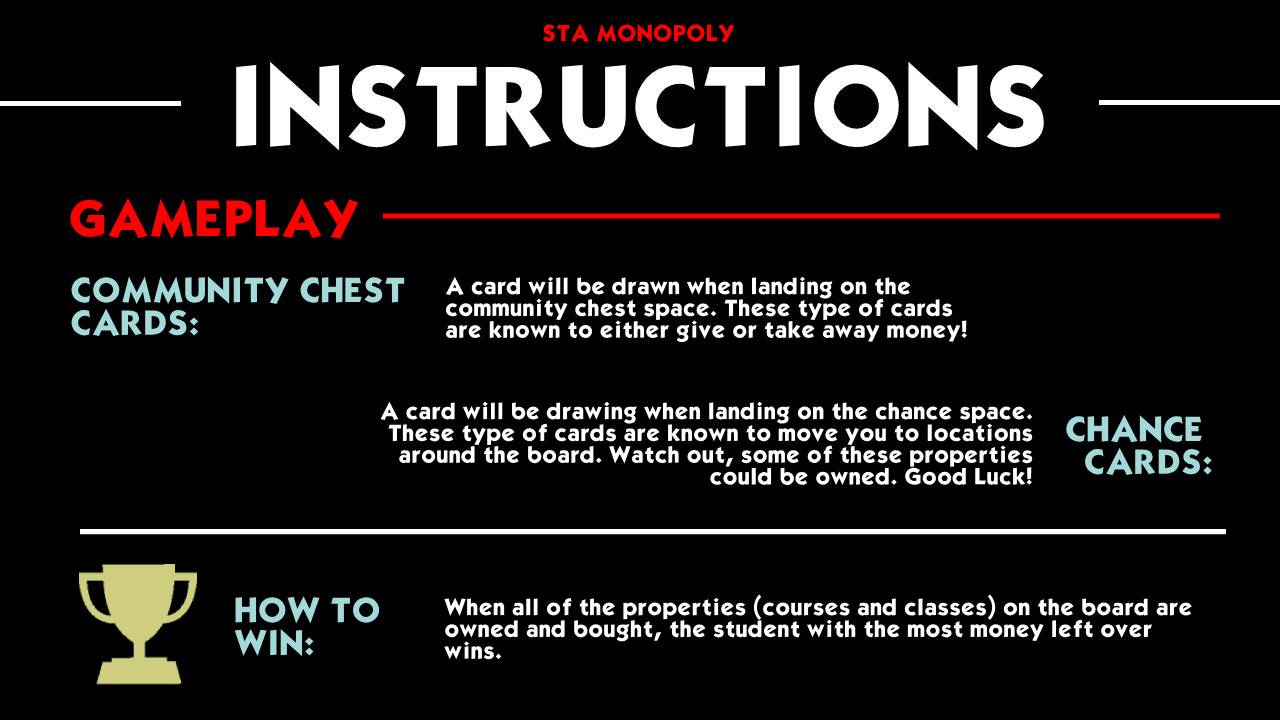 STA MONOPOLY
INSTRUCTIONS
GAMEPLAY
COMMUNITY CHEST
CARDS:
A card will be drawn when landing on the
community chest space. These type of cards
are known to either give or take away money!
A card will be drawing when landing on the chance space.
These type of cards are known to move you to locations
around the board. Watch out, some of these properties
could be owned. Good Luck!
CHANCE
CARDS:
HOW TO
WIN:
When all of the properties (courses and classes) on the board are
owned and bought, the student with the most money left over
wins.